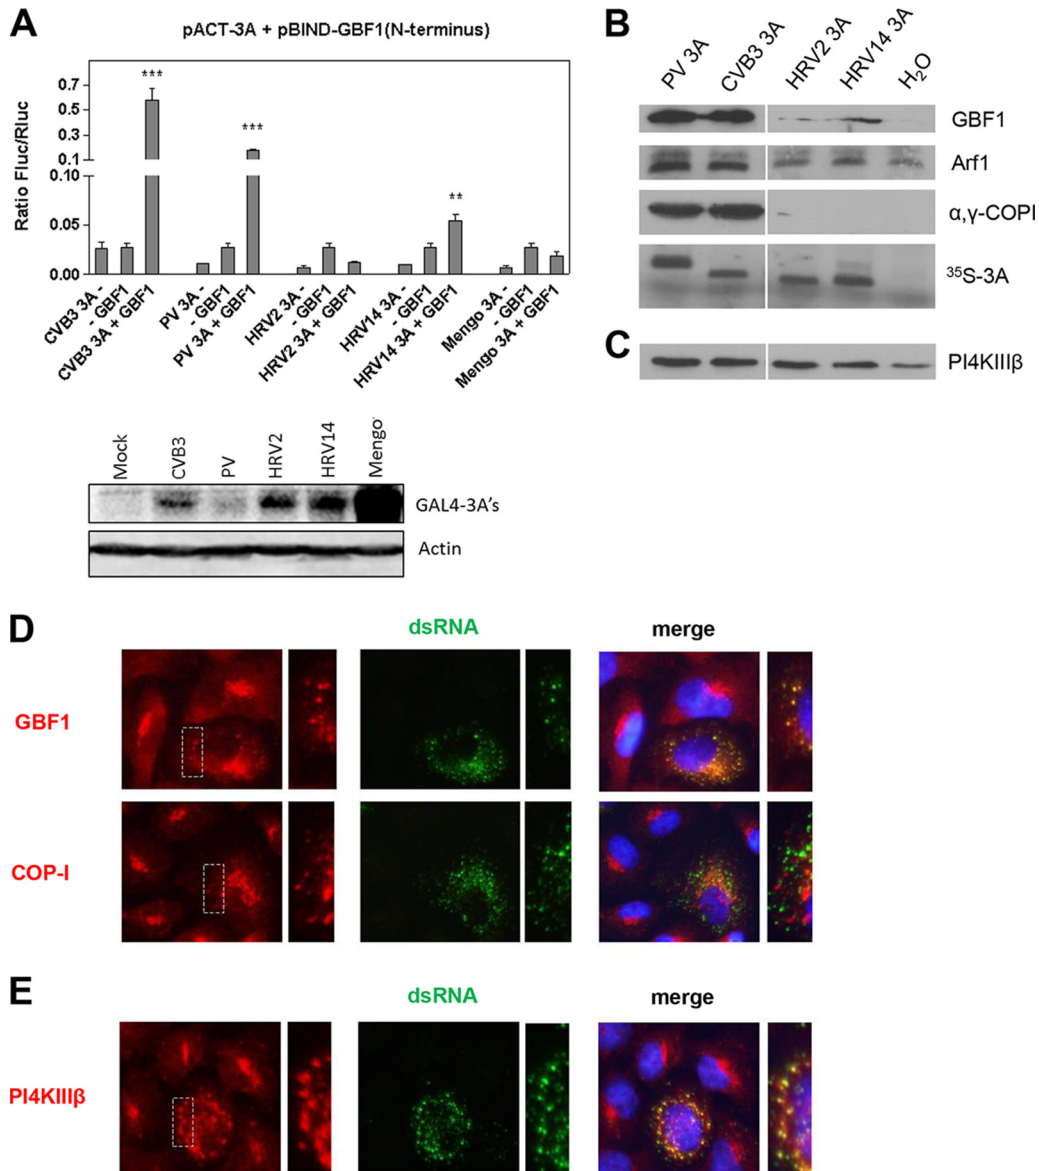 A
pACT-3A + pBIND-GBF1(N-terminus)
Ratio Fluc/Rluc
0.7
0.5
0.3
0.1
0.10
0.05
0.00
***
***
**
CVB3 3A -
- GBF1
CVB3 3A + GBF1
PV 3A -
- GBF1
PV 3A + GBF1
HRV2 3A -
- GBF1
HRV2 3A + GBF1
HRV14 3A -
- GBF1
HRV14 3A + GBF1
Mengo 3A -
- GBF1
Mengo 3A + GBF1
Mock
CVB3
PV
HRV2
HRV14
Mengo
GAL4-3A's
Actin
B
PV 3A
CVB3 3A
HRV2 3A
HRV14 3A
H₂O
GBF1
Arf1
α,γ-COPI
³⁵S-3A
C
PI4KIIIβ
D
dsRNA
merge
GBF1
COP-I
E
dsRNA
merge
PI4KIIIβ